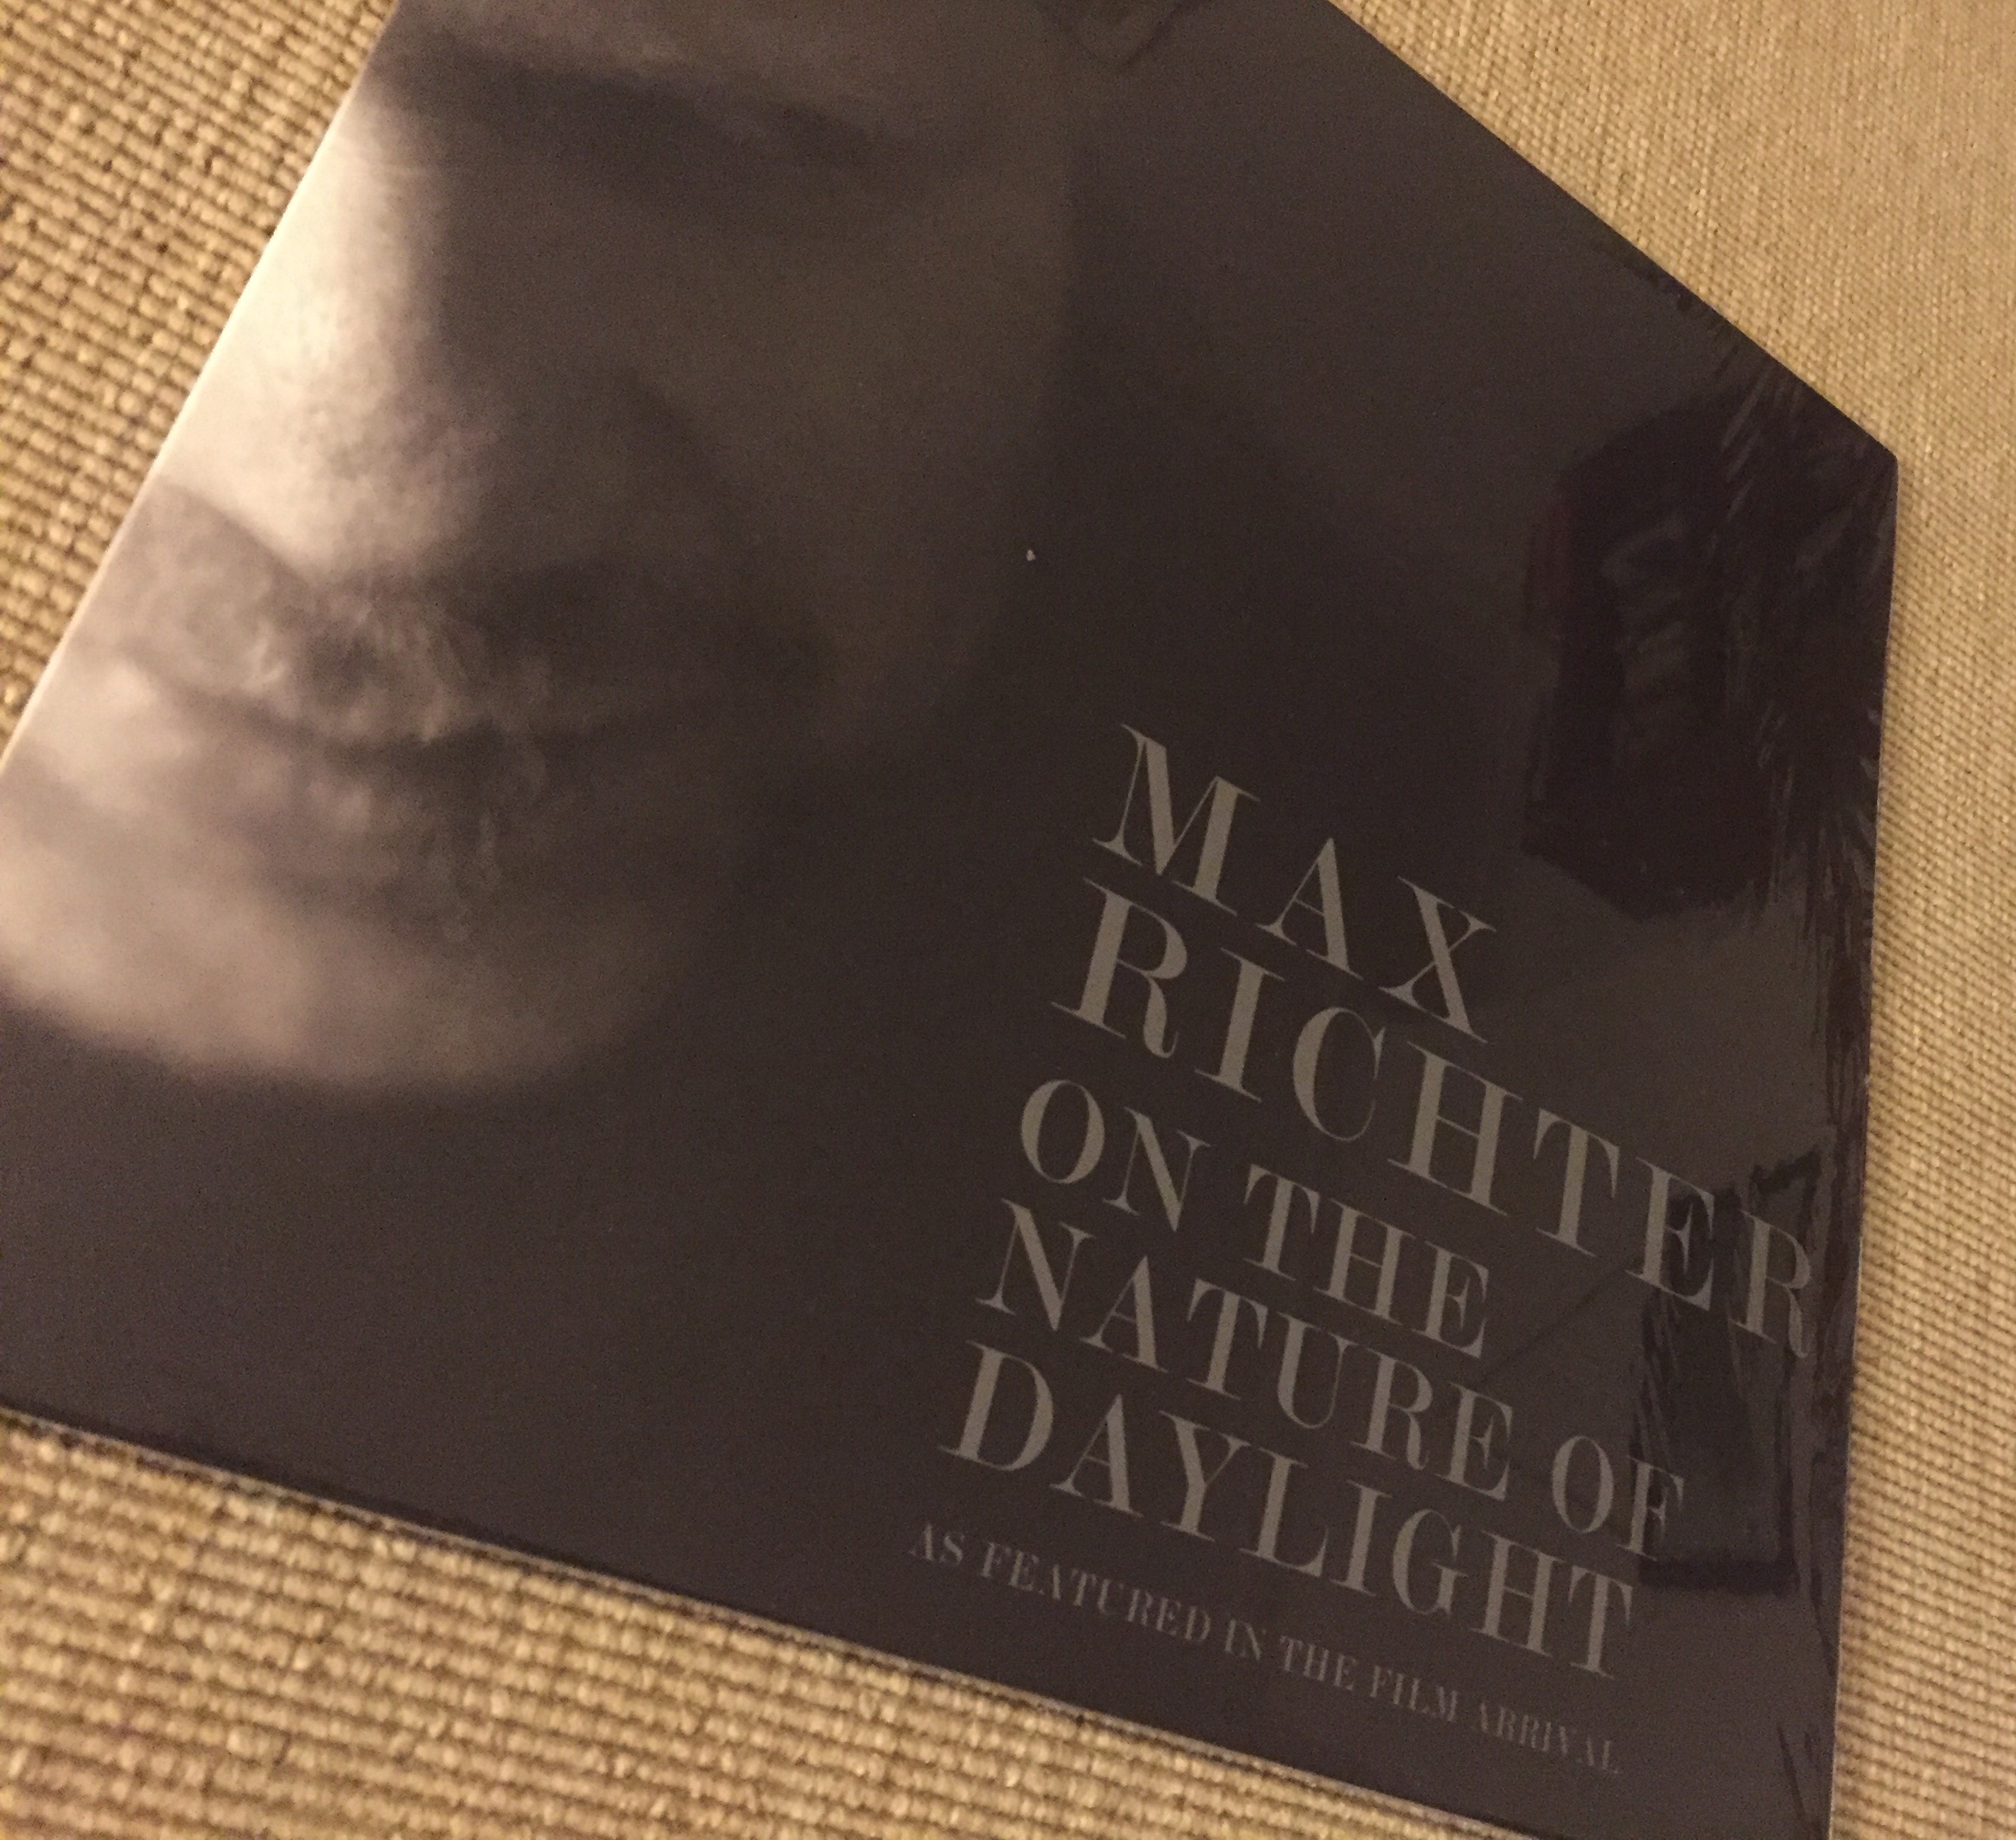 MAX
RICHTER
ON THE
NATURE OF
DAYLIGHT
AS FEATURED IN THE FILM ARRIVAL